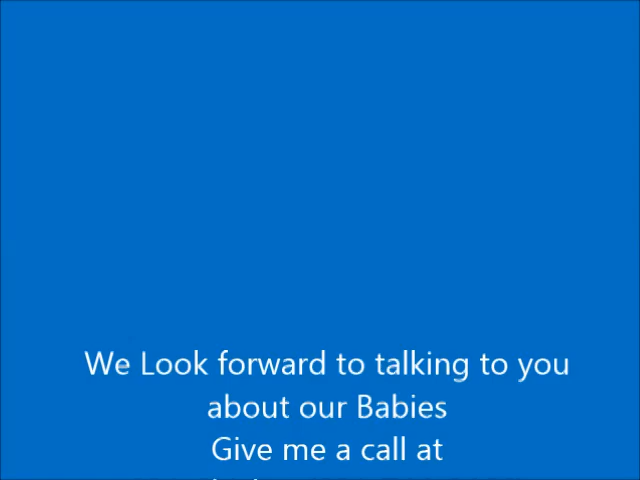 We Look forward to talking to you
about our Babies
Give me a call at